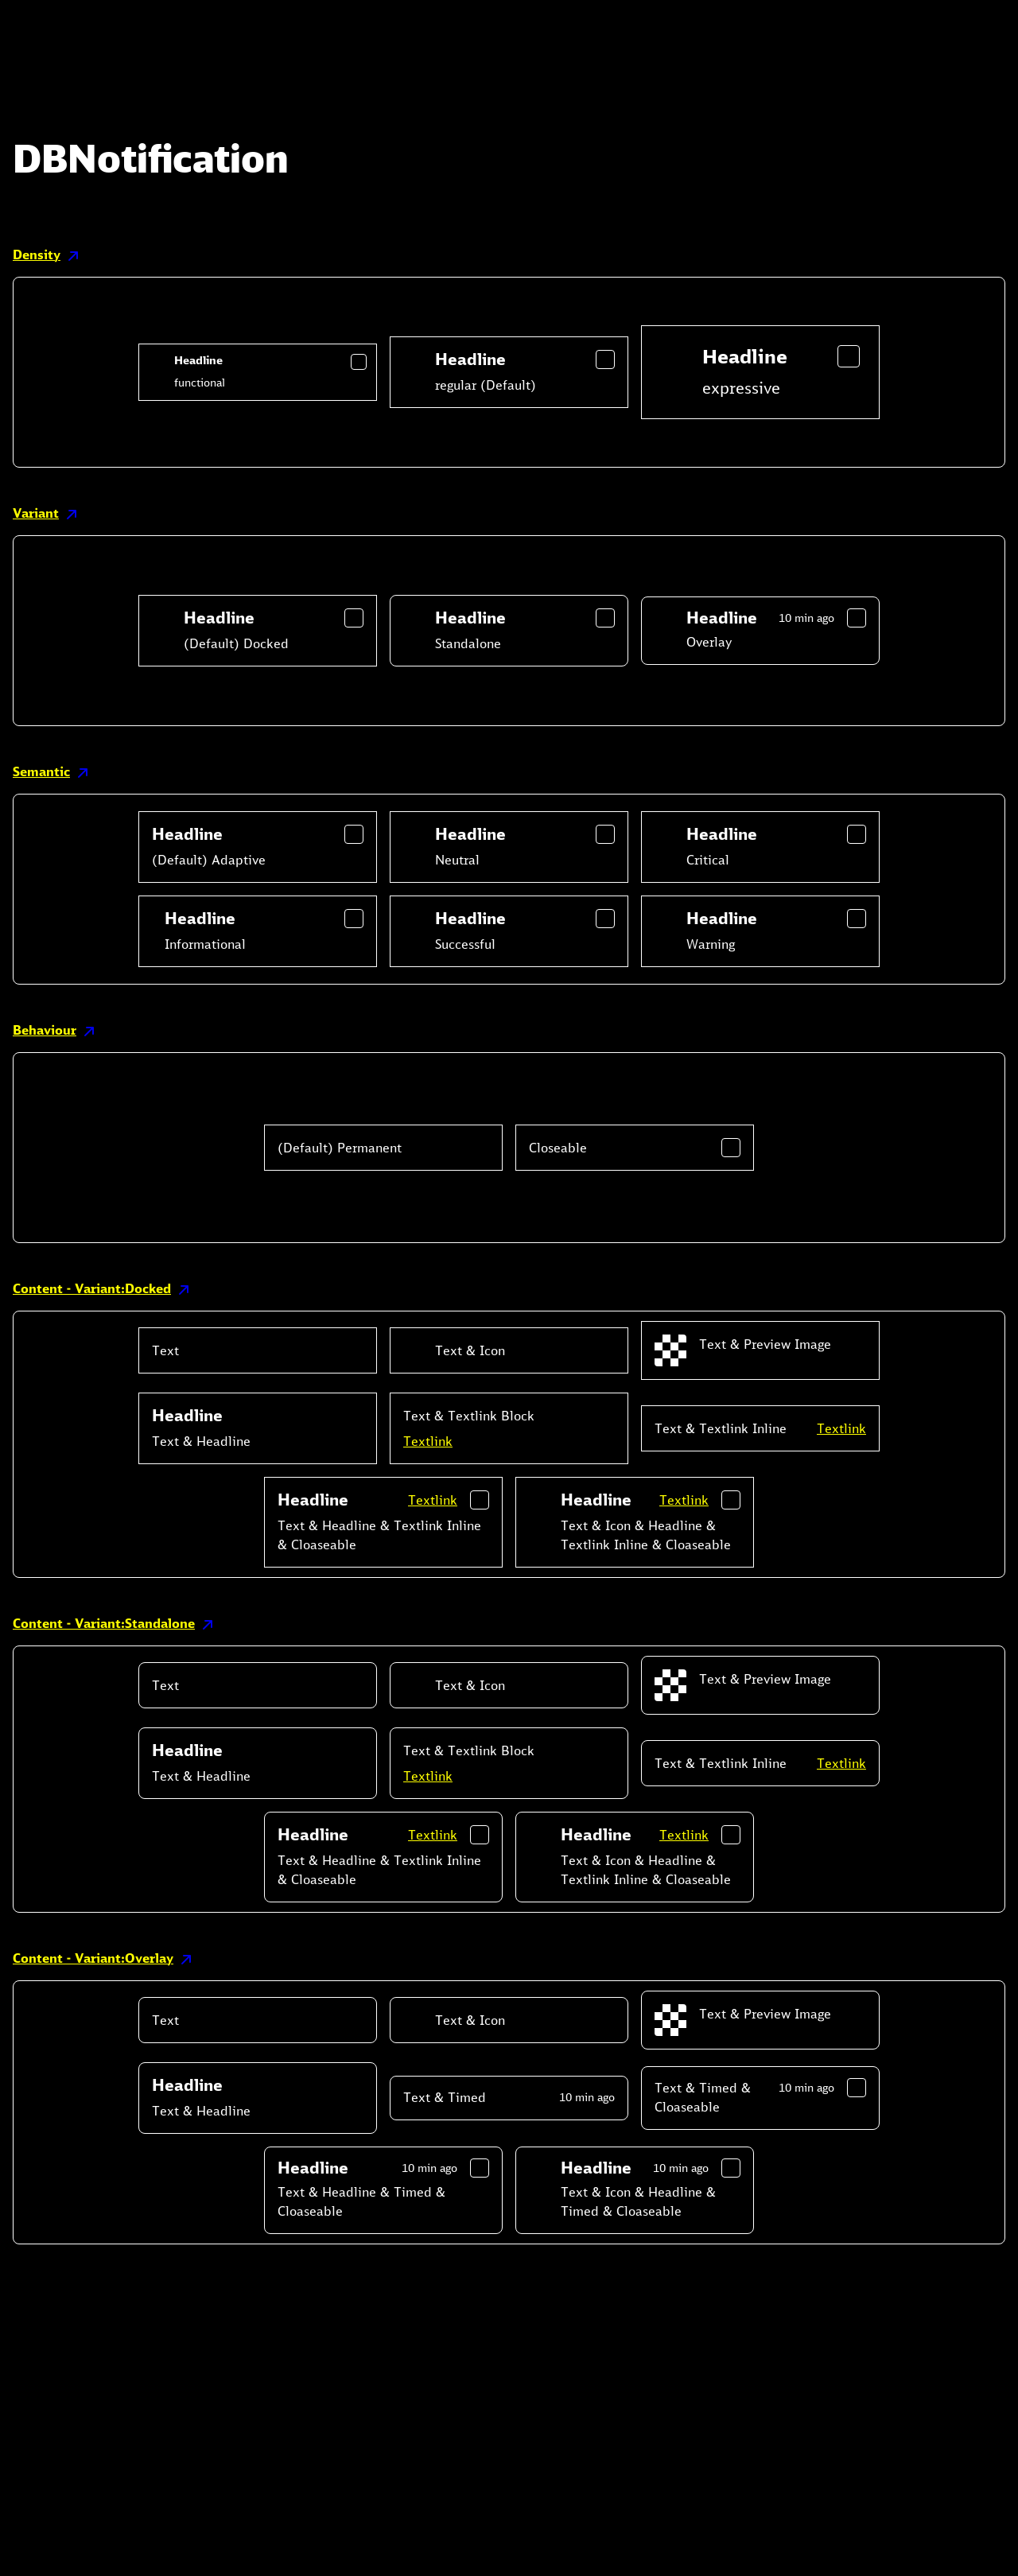 DBNotification
Density
Headline
functional
Headline
regular (Default)
Headline
expressive
Variant
Headline
(Default) Docked
Headline
Standalone
Headline 10 min ago
Overlay
Semantic
Headline
(Default) Adaptive
Headline
Neutral
Headline
Critical
Headline
Informational
Headline
Successful
Headline
Warning
Behaviour
(Default) Permanent
Closeable
Content - Variant:Docked
Text
Text & Icon
Text & Preview Image
Headline
Text & Headline
Text & Textlink Block
Textlink
Text & Textlink Inline Textlink
Headline Textlink
Text & Headline & Textlink Inline
& Cloaseable
Headline Textlink
Text & Icon & Headline &
Textlink Inline & Cloaseable
Content - Variant:Standalone
Text
Text & Icon
Text & Preview Image
Headline
Text & Headline
Text & Textlink Block
Textlink
Text & Textlink Inline Textlink
Headline Textlink
Text & Headline & Textlink Inline
& Cloaseable
Headline Textlink
Text & Icon & Headline &
Textlink Inline & Cloaseable
Content - Variant:Overlay
Text
Text & Icon
Text & Preview Image
Headline
Text & Headline
Text & Timed 10 min ago
Text & Timed & 10 min ago
Cloaseable
Headline 10 min ago
Text & Headline & Timed &
Cloaseable
Headline 10 min ago
Text & Icon & Headline &
Timed & Cloaseable